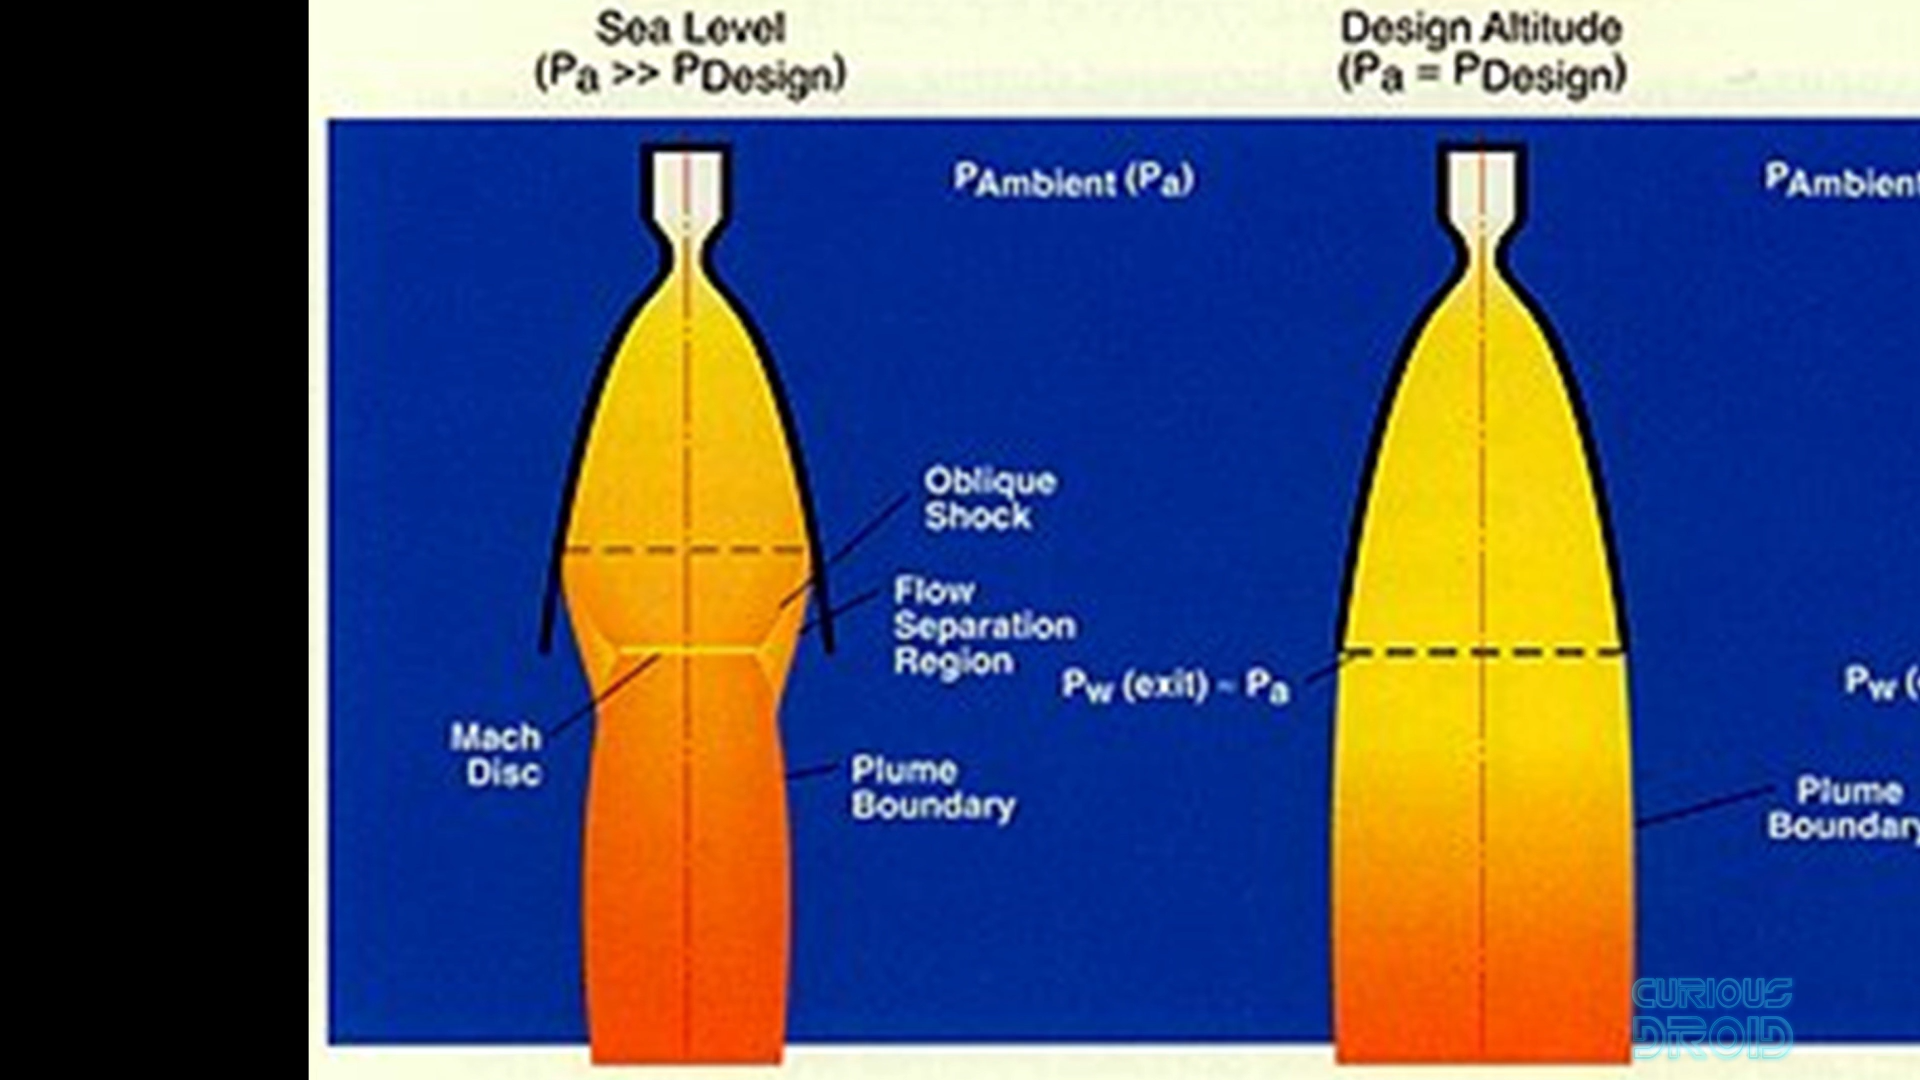 Sea Level
(Pa >> PDesign)
Design Altitude
(Pa = PDesign)
PAmbient (Pa)
PAmbient
Oblique
Shock
Flow
Separation
Region
Pw (exit) ~ Pa
Pw (
Mach
Disc
Plume
Boundary
Plume
Boundary
CURIOUS
DROID